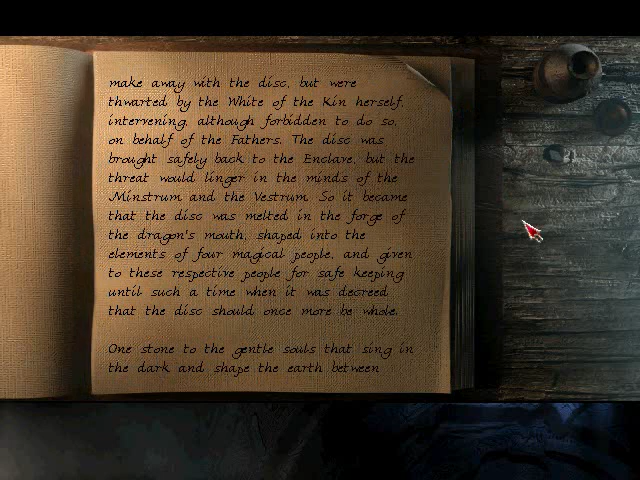 make away with the disc, but were
thwarted by the White of the Kin herself,
intervening, although forbidden to do so,
on behalf of the Fathers. The disc was
brought safely back to the Enclave, but the
threat would linger in the minds of the
Minstrum and the Vestrum. So it became
that the disc was melted in the forge of
the dragon's mouth, shaped into the
elements of four magical people, and given
to these respective people for safe keeping
until such a time when it was decreed
that the disc should once more be whole.
One stone to the gentle souls that sing in
the dark and shape the earth between